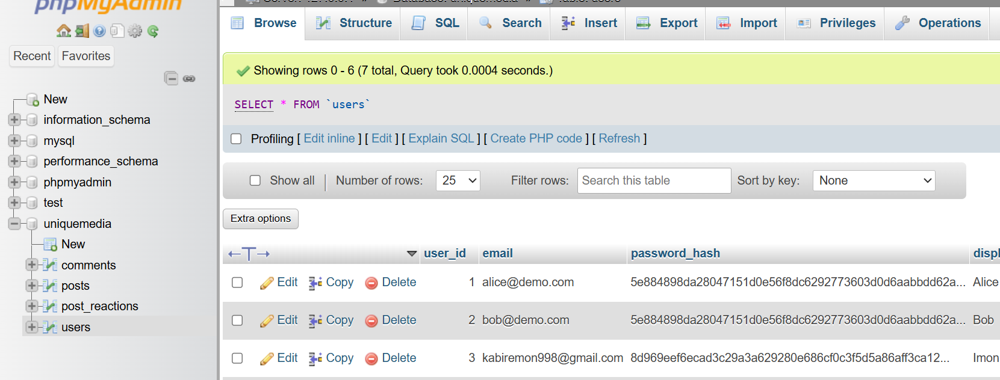 phpMyAdmin
Recent Favorites
New
information_schema
mysql
performance_schema
phpmyadmin
test
uniquemedia
New
comments
posts
post_reactions
users
Browse Structure SQL Search Insert Export Import Privileges Operations
Showing rows 0 - 6 (7 total, Query took 0.0004 seconds.)
SELECT * FROM `users`
Profiling [ Edit inline ] [ Edit ] [ Explain SQL ] [ Create PHP code ] [ Refresh ]
Show all Number of rows: 25 Filter rows: Search this table Sort by key: None
Extra options
user_id email password_hash displ
Edit Copy Delete 1 alice@demo.com 5e884898da28047151d0e56f8dc6292773603d0d6aabbdd62a... Alice
Edit Copy Delete 2 bob@demo.com 5e884898da28047151d0e56f8dc6292773603d0d6aabbdd62a... Bob
Edit Copy Delete 3 kabiremon998@gmail.com 8d969eef6ecad3c29a3a629280e686cf0c3f5d5a86aff3ca12... Imon